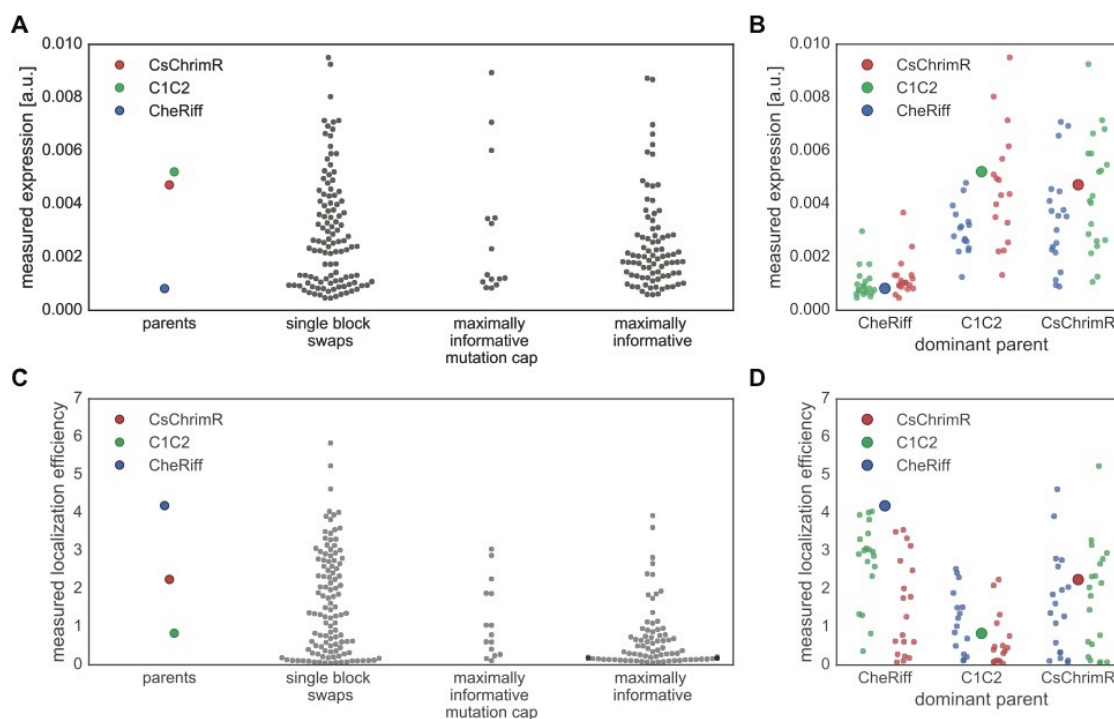 A
measured expression [a.u.]
0.010
0.008
0.006
0.004
0.002
0.000
CsChrimR
C1C2
CheRiff
parents
single block
swaps
maximally
informative
mutation cap
maximally
informative
B
measured expression [a.u.]
0.010
0.008
0.006
0.004
0.002
0.000
CsChrimR
C1C2
CheRiff
CheRiff
C1C2
CsChrimR
dominant parent
C
measured localization efficiency
7
6
5
4
3
2
1
0
CsChrimR
C1C2
CheRiff
parents
single block
swaps
maximally
informative
mutation cap
maximally
informative
D
measured localization efficiency
7
6
5
4
3
2
1
0
CsChrimR
C1C2
CheRiff
CheRiff
C1C2
CsChrimR
dominant parent